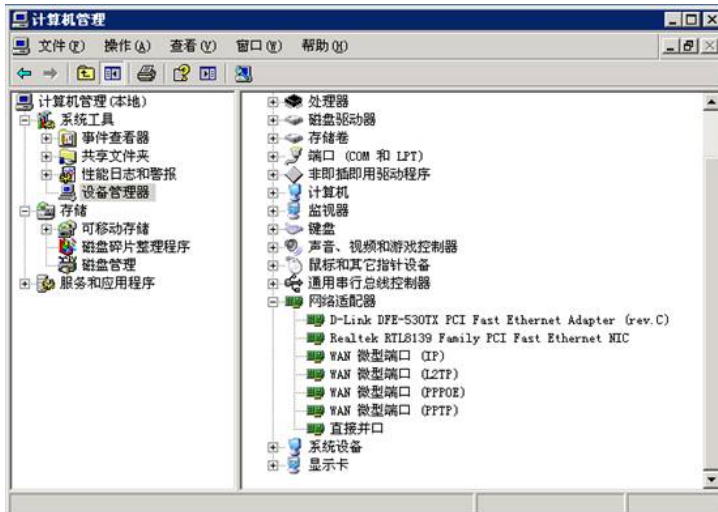 计算机管理
文件(F) 操作(A) 查看(V) 窗口(W) 帮助(H)
计算机管理(本地)
系统工具
事件查看器
共享文件夹
性能日志和警报
设备管理器
存储
可移动存储
磁盘碎片整理程序
磁盘管理
服务和应用程序
处理器
磁盘驱动器
存储卷
端口 (COM 和 LPT)
非即插即用驱动程序
计算机
监视器
键盘
声音、视频和游戏控制器
鼠标和其它指针设备
通用串行总线控制器
网络适配器
D-Link DFE-530TX PCI Fast Ethernet Adapter (rev.C)
Realtek RTL8139 Family PCI Fast Ethernet NIC
WAN 微型端口 (IP)
WAN 微型端口 (L2TP)
WAN 微型端口 (PPPOE)
WAN 微型端口 (PPTP)
直接并口
系统设备
显示卡